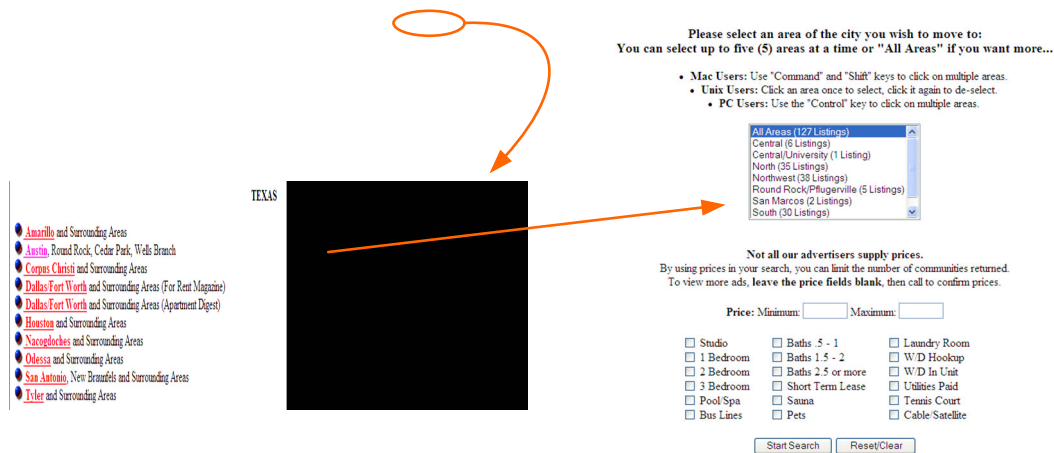 TEXAS
Amarillo and Surrounding Areas
Austin, Round Rock, Cedar Park, Wells Branch
Corpus Christi and Surrounding Areas
Dallas/Fort Worth and Surrounding Areas (For Rent Magazine)
Dallas/Fort Worth and Surrounding Areas (Apartment Digest)
Houston and Surrounding Areas
Nacogdoches and Surrounding Areas
Odessa and Surrounding Areas
San Antonio, New Braunfels and Surrounding Areas
Tyler and Surrounding Areas
Please select an area of the city you wish to move to:
You can select up to five (5) areas at a time or "All Areas" if you want more...
Mac Users: Use "Command" and "Shift" keys to click on multiple areas.
Unix Users: Click an area once to select, click it again to de-select.
PC Users: Use the "Control" key to click on multiple areas.
All Areas (127 Listings)
Central (6 Listings)
Central/University (1 Listing)
North (35 Listings)
Northwest (38 Listings)
Round Rock/Pflugerville (5 Listings)
San Marcos (2 Listings)
South (30 Listings)
Not all our advertisers supply prices.
By using prices in your search, you can limit the number of communities returned.
To view more ads, leave the price fields blank, then call to confirm prices.
Price: Minimum: Maximum:
Studio Baths .5 - 1 Laundry Room
1 Bedroom Baths 1.5 - 2 W/D Hookup
2 Bedroom Baths 2.5 or more W/D In Unit
3 Bedroom Short Term Lease Utilities Paid
Pool/Spa Sauna Tennis Court
Bus Lines Pets Cable/Satellite
Start Search Reset/Clear